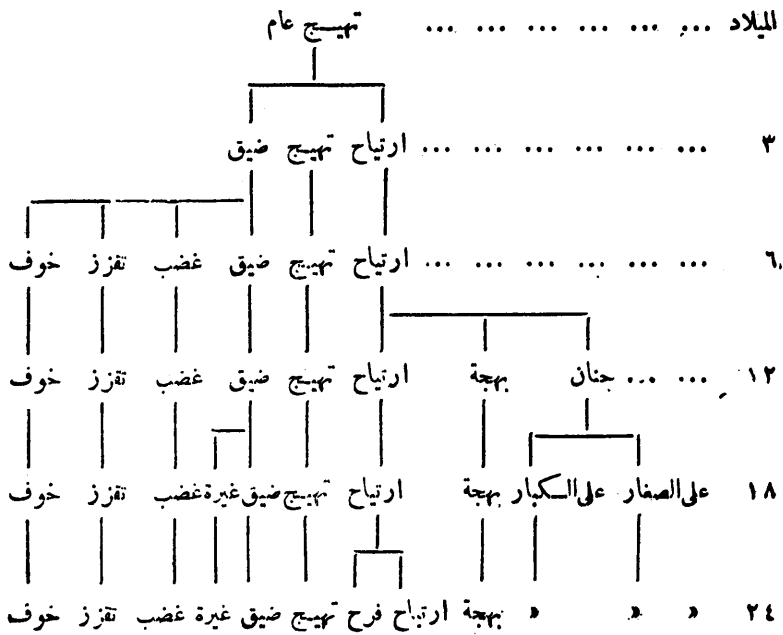 الميلاد ... ... ... ... ... ... تهيج عام
٣ ... ... ... ... ... ... ارتياح تهيج ضيق
٦ ... ... ... ... ... ... ارتياح تهيج ضيق غضب تقزز خوف
١٢ ... ... حنان بهجة ارتياح تهيج ضيق غضب تقزز خوف
١٨ على الصغار على الكبار بهجة ارتياح تهيج ضيق غيرة غضب تقزز خوف
٢٤ » » » بهجة ارتياح فرح تهيج ضيق غيرة غضب تقزز خوف